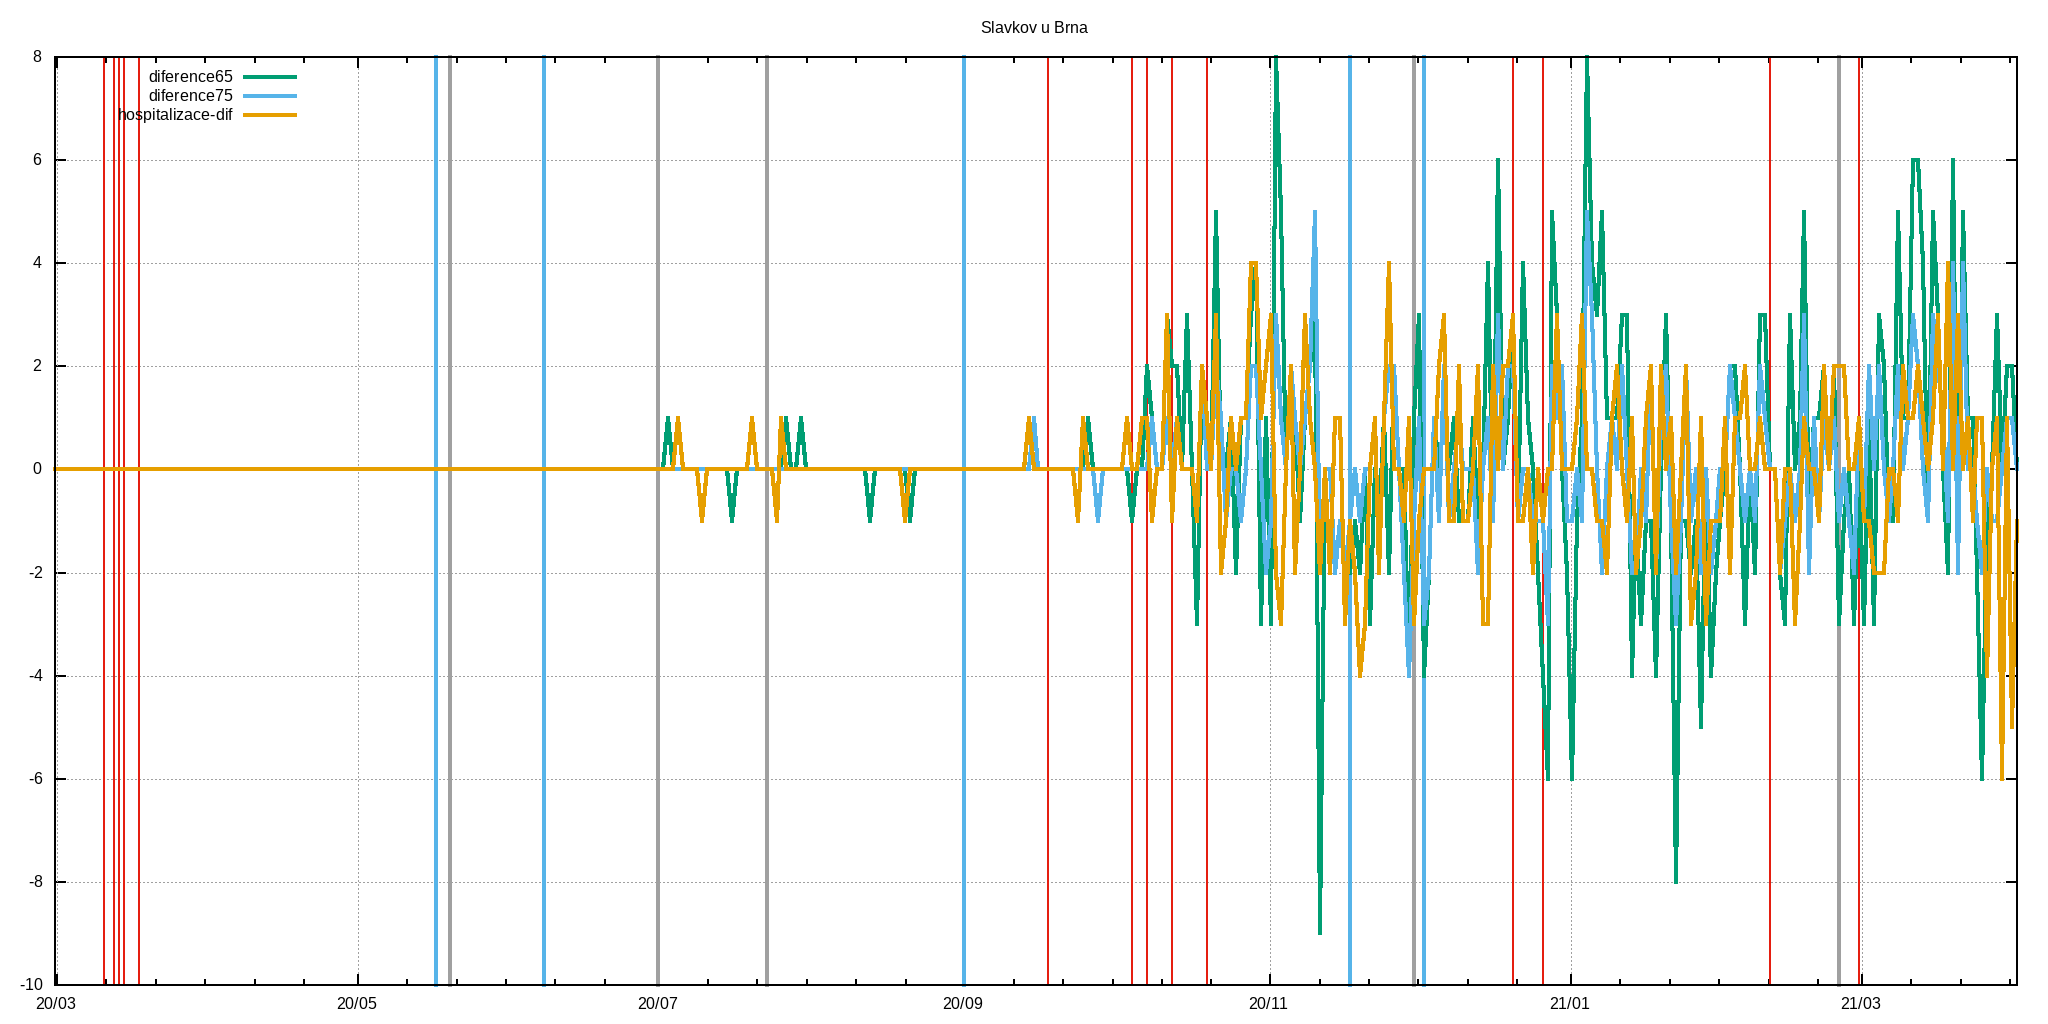 Slavkov u Brna
8
diference65
diference75
hospitalizace-dif
6
4
2
0
-2
-4
-6
-8
-10
20/03 20/05 20/07 20/09 20/11 21/01 21/03